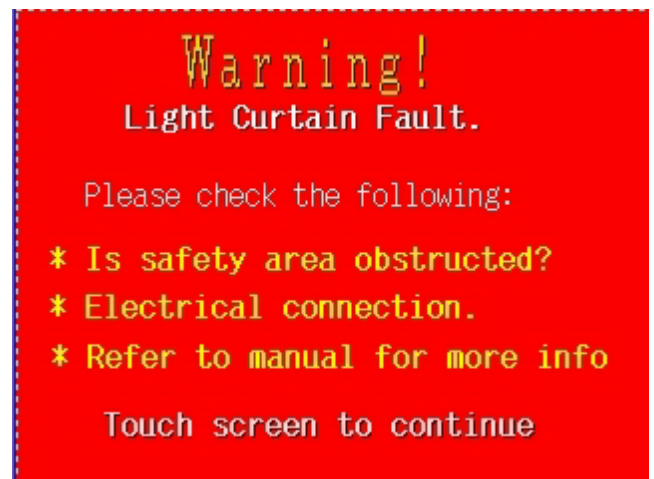 Warning!
Light Curtain Fault.
Please check the following:
* Is safety area obstructed?
* Electrical connection.
* Refer to manual for more info
Touch screen to continue